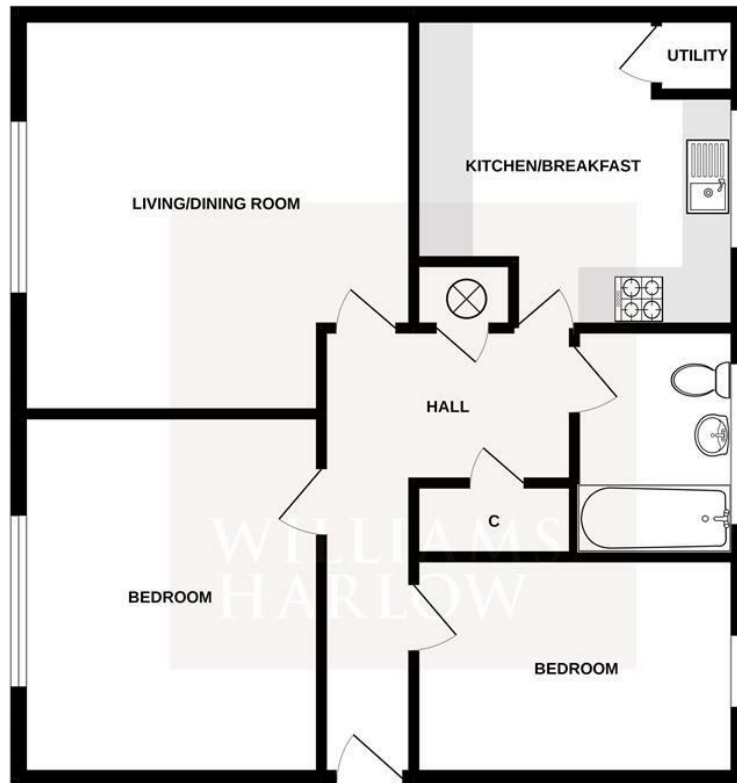 UTILITY
KITCHEN/BREAKFAST
LIVING/DINING ROOM
HALL
C
WILLIAMS
HARLOW
BEDROOM
BEDROOM